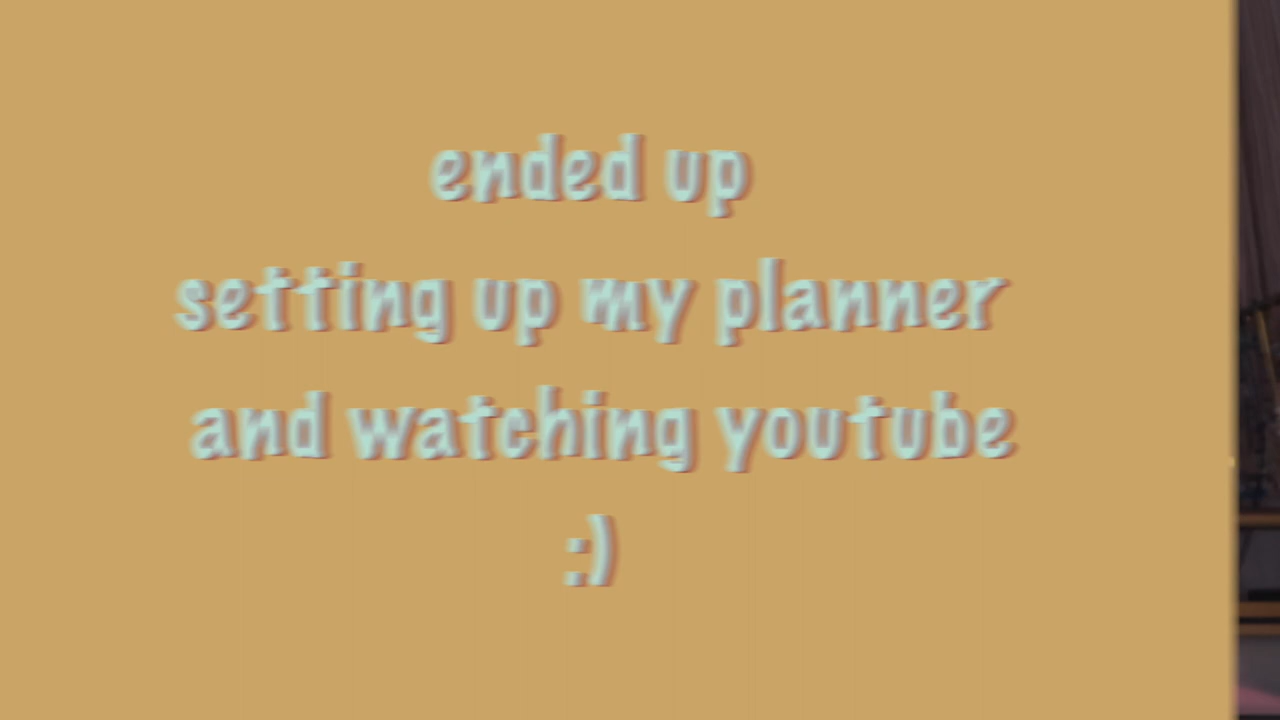 ended up
setting up my planner
and watching youtube
:)